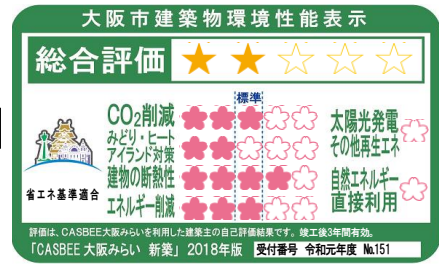 大阪市建築物環境性能表示
総合評価
標準
CO2削減
みどり・ヒート
アイランド対策
建物の断熱性
エネルギー削減
太陽光発電
その他再生エネ
自然エネルギー
直接利用
省エネ基準適合
評価は、CASBEE大阪みらいを利用した建築主の自己評価結果です。竣工後3年間有効。
「CASBEE大阪みらい 新築」2018年版 受付番号 令和元年度 №151